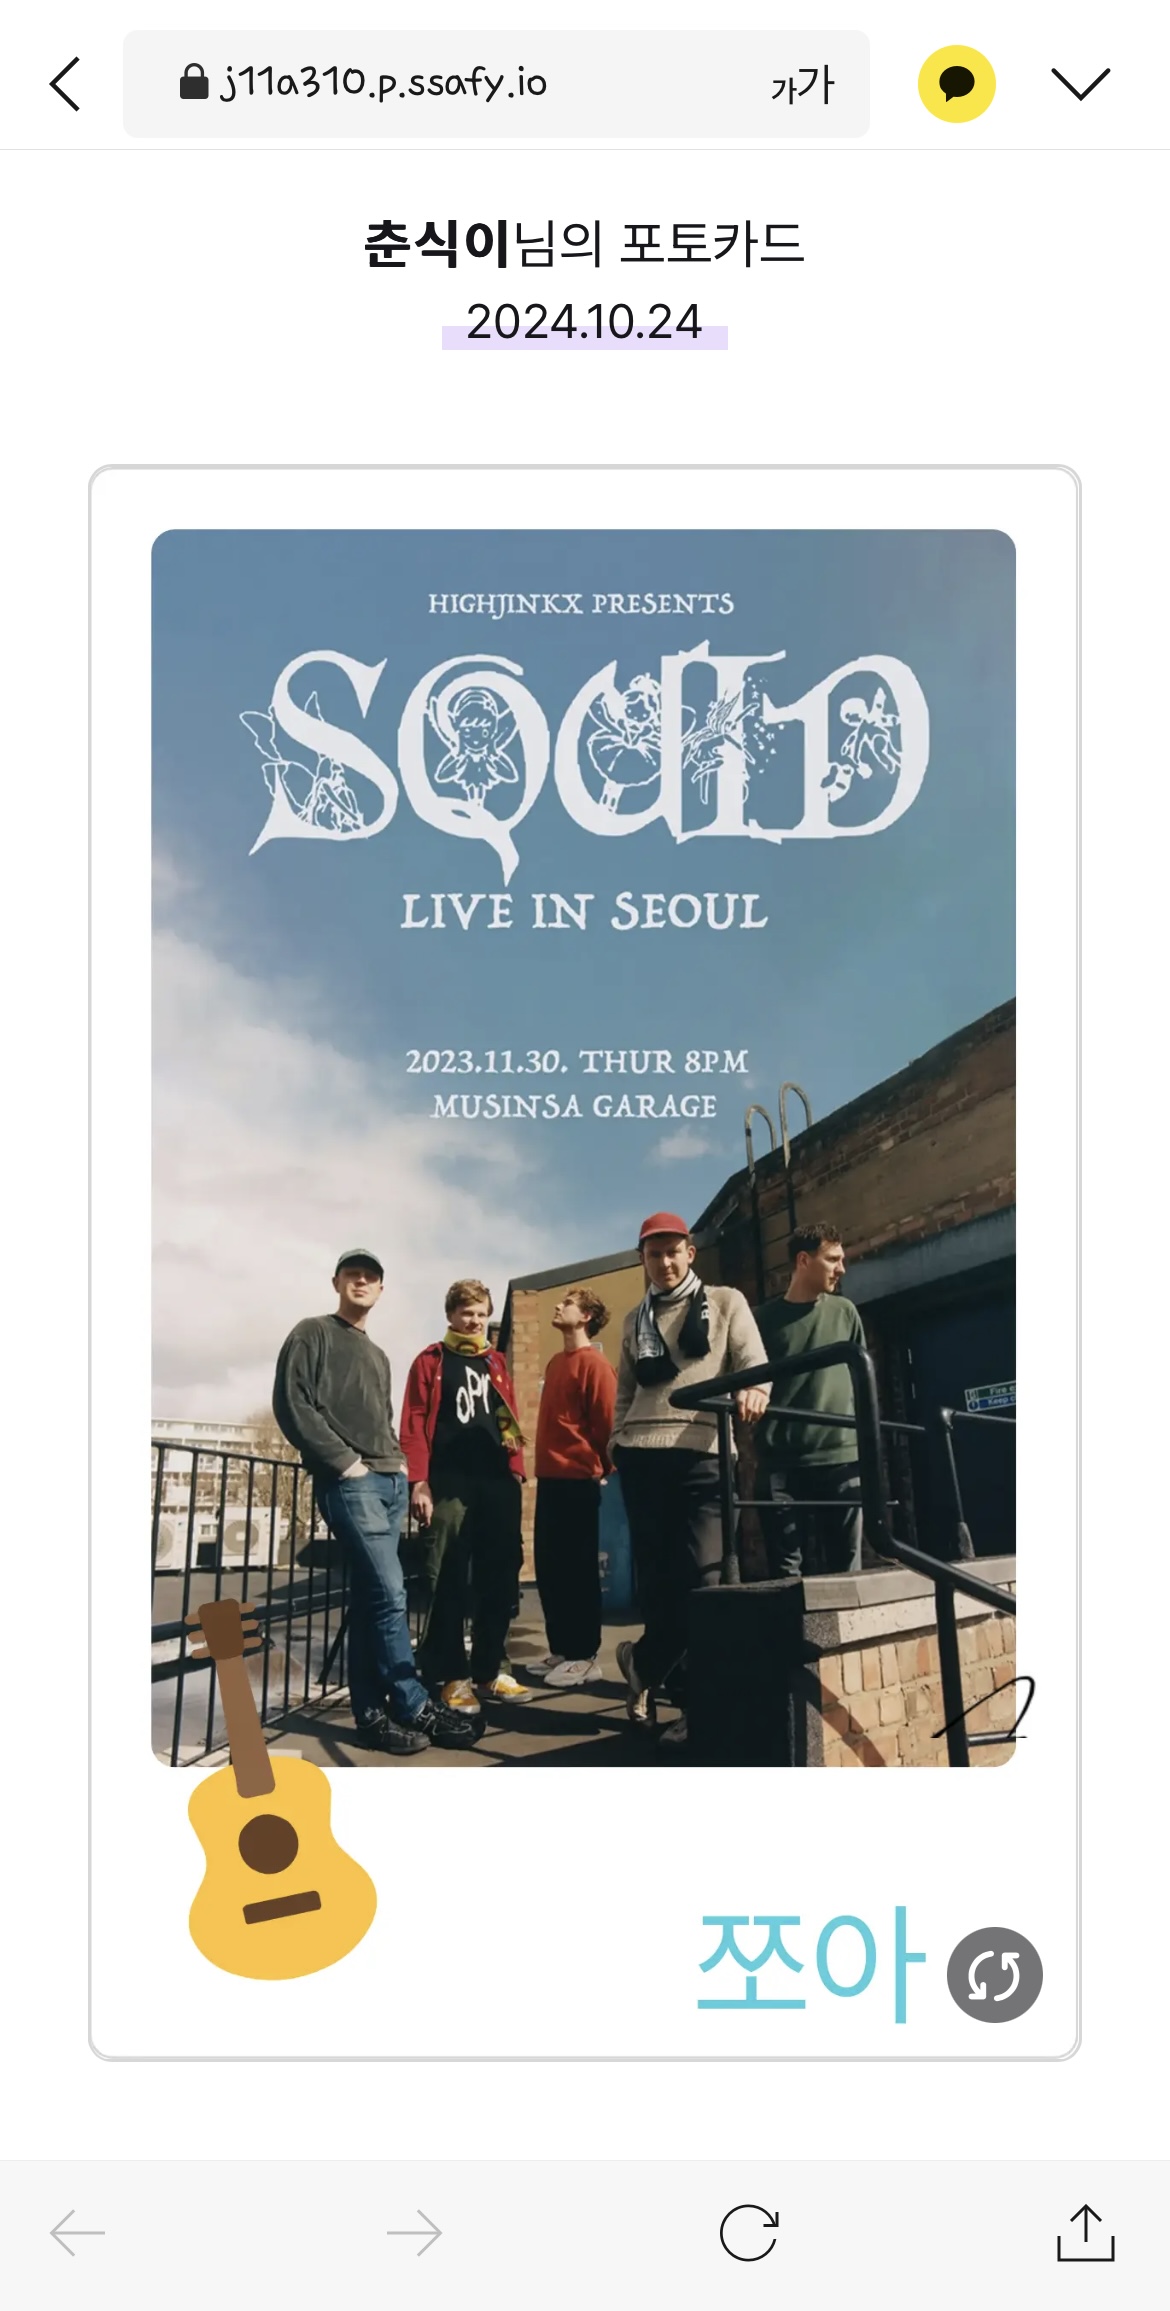 j11a310.p.ssafy.io 가가
춘식이님의 포토카드
2024.10.24
HIGHJINKX PRESENTS
SQUID
LIVE IN SEOUL
2023.11.30. THUR 8PM
MUSINSA GARAGE
쪼아